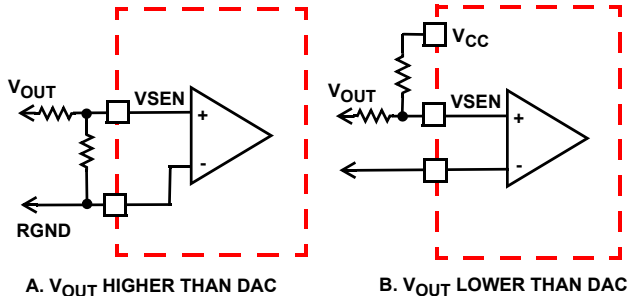 VOUT
VSEN
+
-
RGND
A. VOUT HIGHER THAN DAC
VCC
VOUT
VSEN
+
-
B. VOUT LOWER THAN DAC